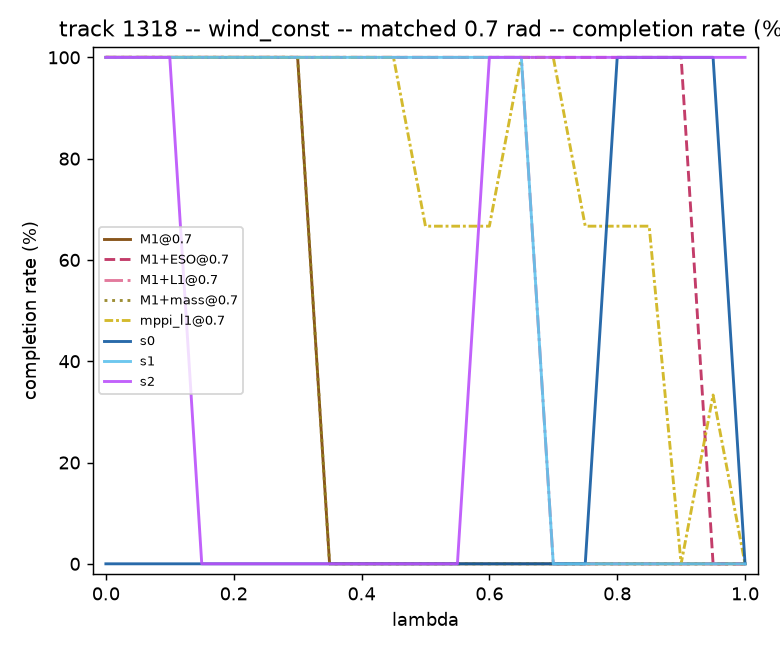 track 1318 -- wind_const -- matched 0.7 rad -- completion rate (%
completion rate (%)
100
80
60
40
20
0
M1@0.7
M1+ESO@0.7
M1+L1@0.7
M1+mass@0.7
mppi_l1@0.7
s0
s1
s2
0.0 0.2 0.4 0.6 0.8 1.0
lambda